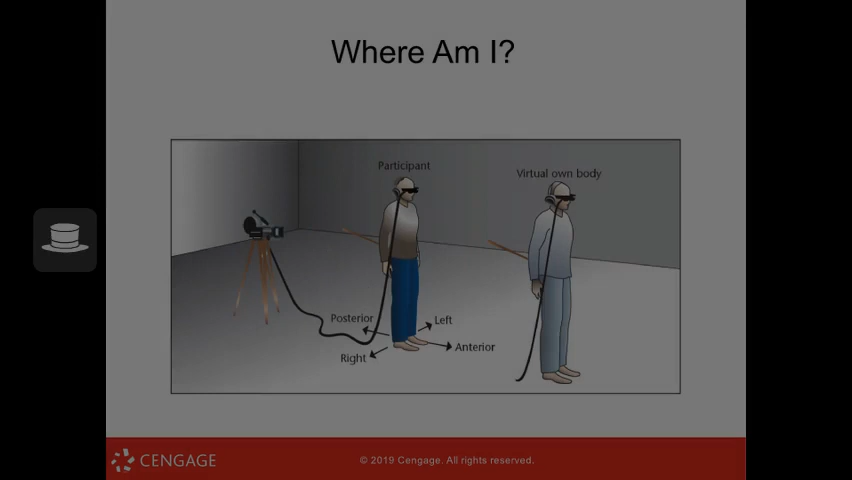 Where Am I?
Participant
Virtual own body
Posterior
Left
Right
Anterior
CENGAGE
© 2019 Cengage. All rights reserved.